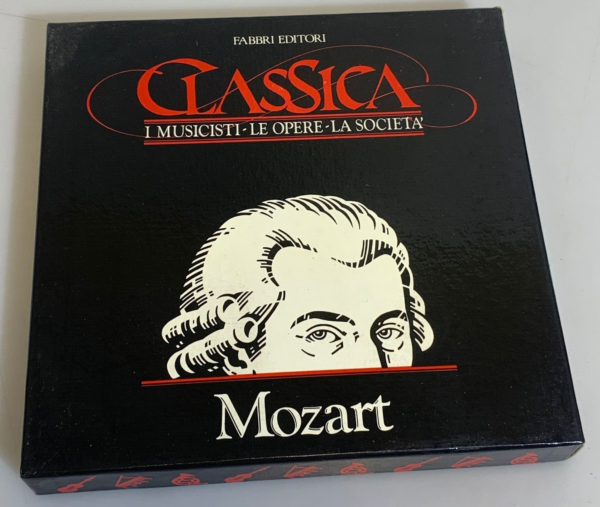 FABBRI EDITORI
CLASSICA
I MUSICISTI - LE OPERE - LA SOCIETA'
Mozart